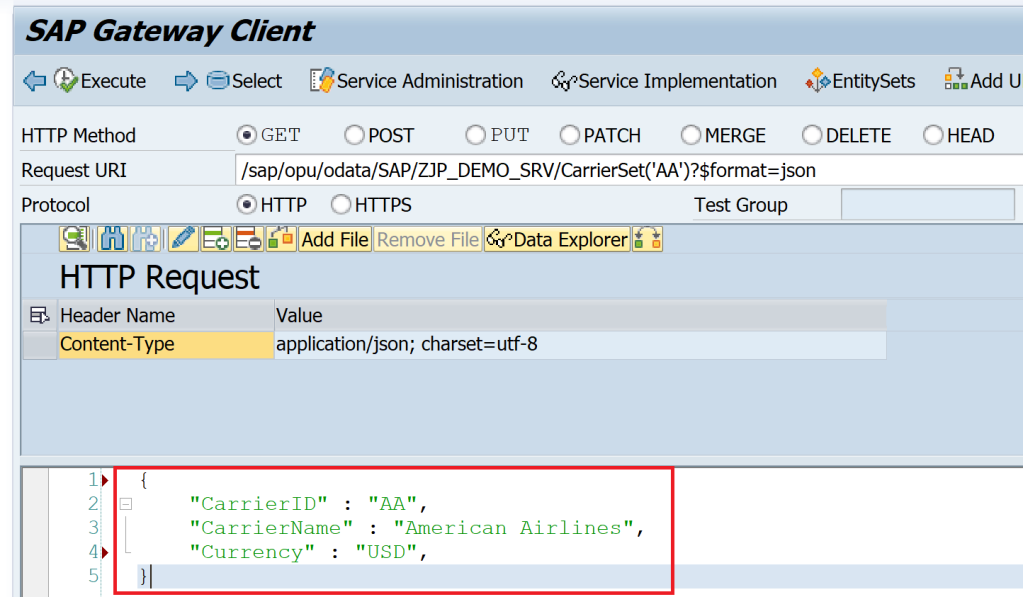 SAP Gateway Client
Execute Select Service Administration Service Implementation EntitySets Add U
HTTP Method GET POST PUT PATCH MERGE DELETE HEAD
Request URI /sap/opu/odata/SAP/ZJP_DEMO_SRV/CarrierSet('AA')?$format=json
Protocol HTTP HTTPS Test Group
Add File Remove File Data Explorer
HTTP Request
Header Name Value
Content-Type application/json; charset=utf-8
1 {
2 "CarrierID" : "AA",
3 "CarrierName" : "American Airlines",
4 "Currency" : "USD",
5 }